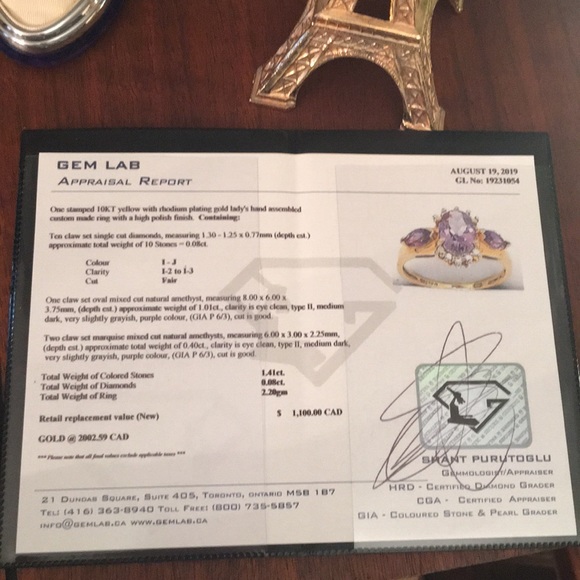 GEM LAB
APPRAISAL REPORT
AUGUST 19, 2019
GL No: 19231054
One stamped 10KT yellow with rhodium plating gold lady's hand assembled
custom made ring with a high polish finish. Containing:
Ten claw set single cut diamonds, measuring 1.30 - 1.25 x 0.77mm (depth est.)
approximate total weight of 10 Stones = 0.08ct.
Colour I - J
Clarity I-2 to I-3
Cut Fair
One claw set oval mixed cut natural amethyst, measuring 8.00 x 6.00 x
3.75mm, (depth est.) approximate weight of 1.01ct., clarity is eye clean, type II, medium
dark, very slightly grayish, purple colour, (GIA P 6/3), cut is good.
Two claw set marquise mixed cut natural amethysts, measuring 6.00 x 3.00 x 2.25mm,
(depth est.) approximate total weight of 0.40ct., clarity is eye clean, type II, medium dark,
very slightly grayish, purple colour, (GIA P 6/3), cut is good.
Total Weight of Colored Stones 1.41ct.
Total Weight of Diamonds 0.08ct.
Total Weight of Ring 2.20gm
Retail replacement value (New) $ 1,100.00 CAD
GOLD @ 2002.59 CAD
*** Please note that all final values exclude applicable taxes ***
SHANT PURUTOGLU
GEMMOLOGIST/APPRAISER
HRD - CERTIFIED DIAMOND GRADER
CGA - CERTIFIED APPRAISER
GIA - COLOURED STONE & PEARL GRADER
21 DUNDAS SQUARE, SUITE 405, TORONTO, ONTARIO M5B 1B7
TEL: (416) 363-8940 TOLL FREE: (800) 735-5857
INFO@GEMLAB.CA WWW.GEMLAB.CA